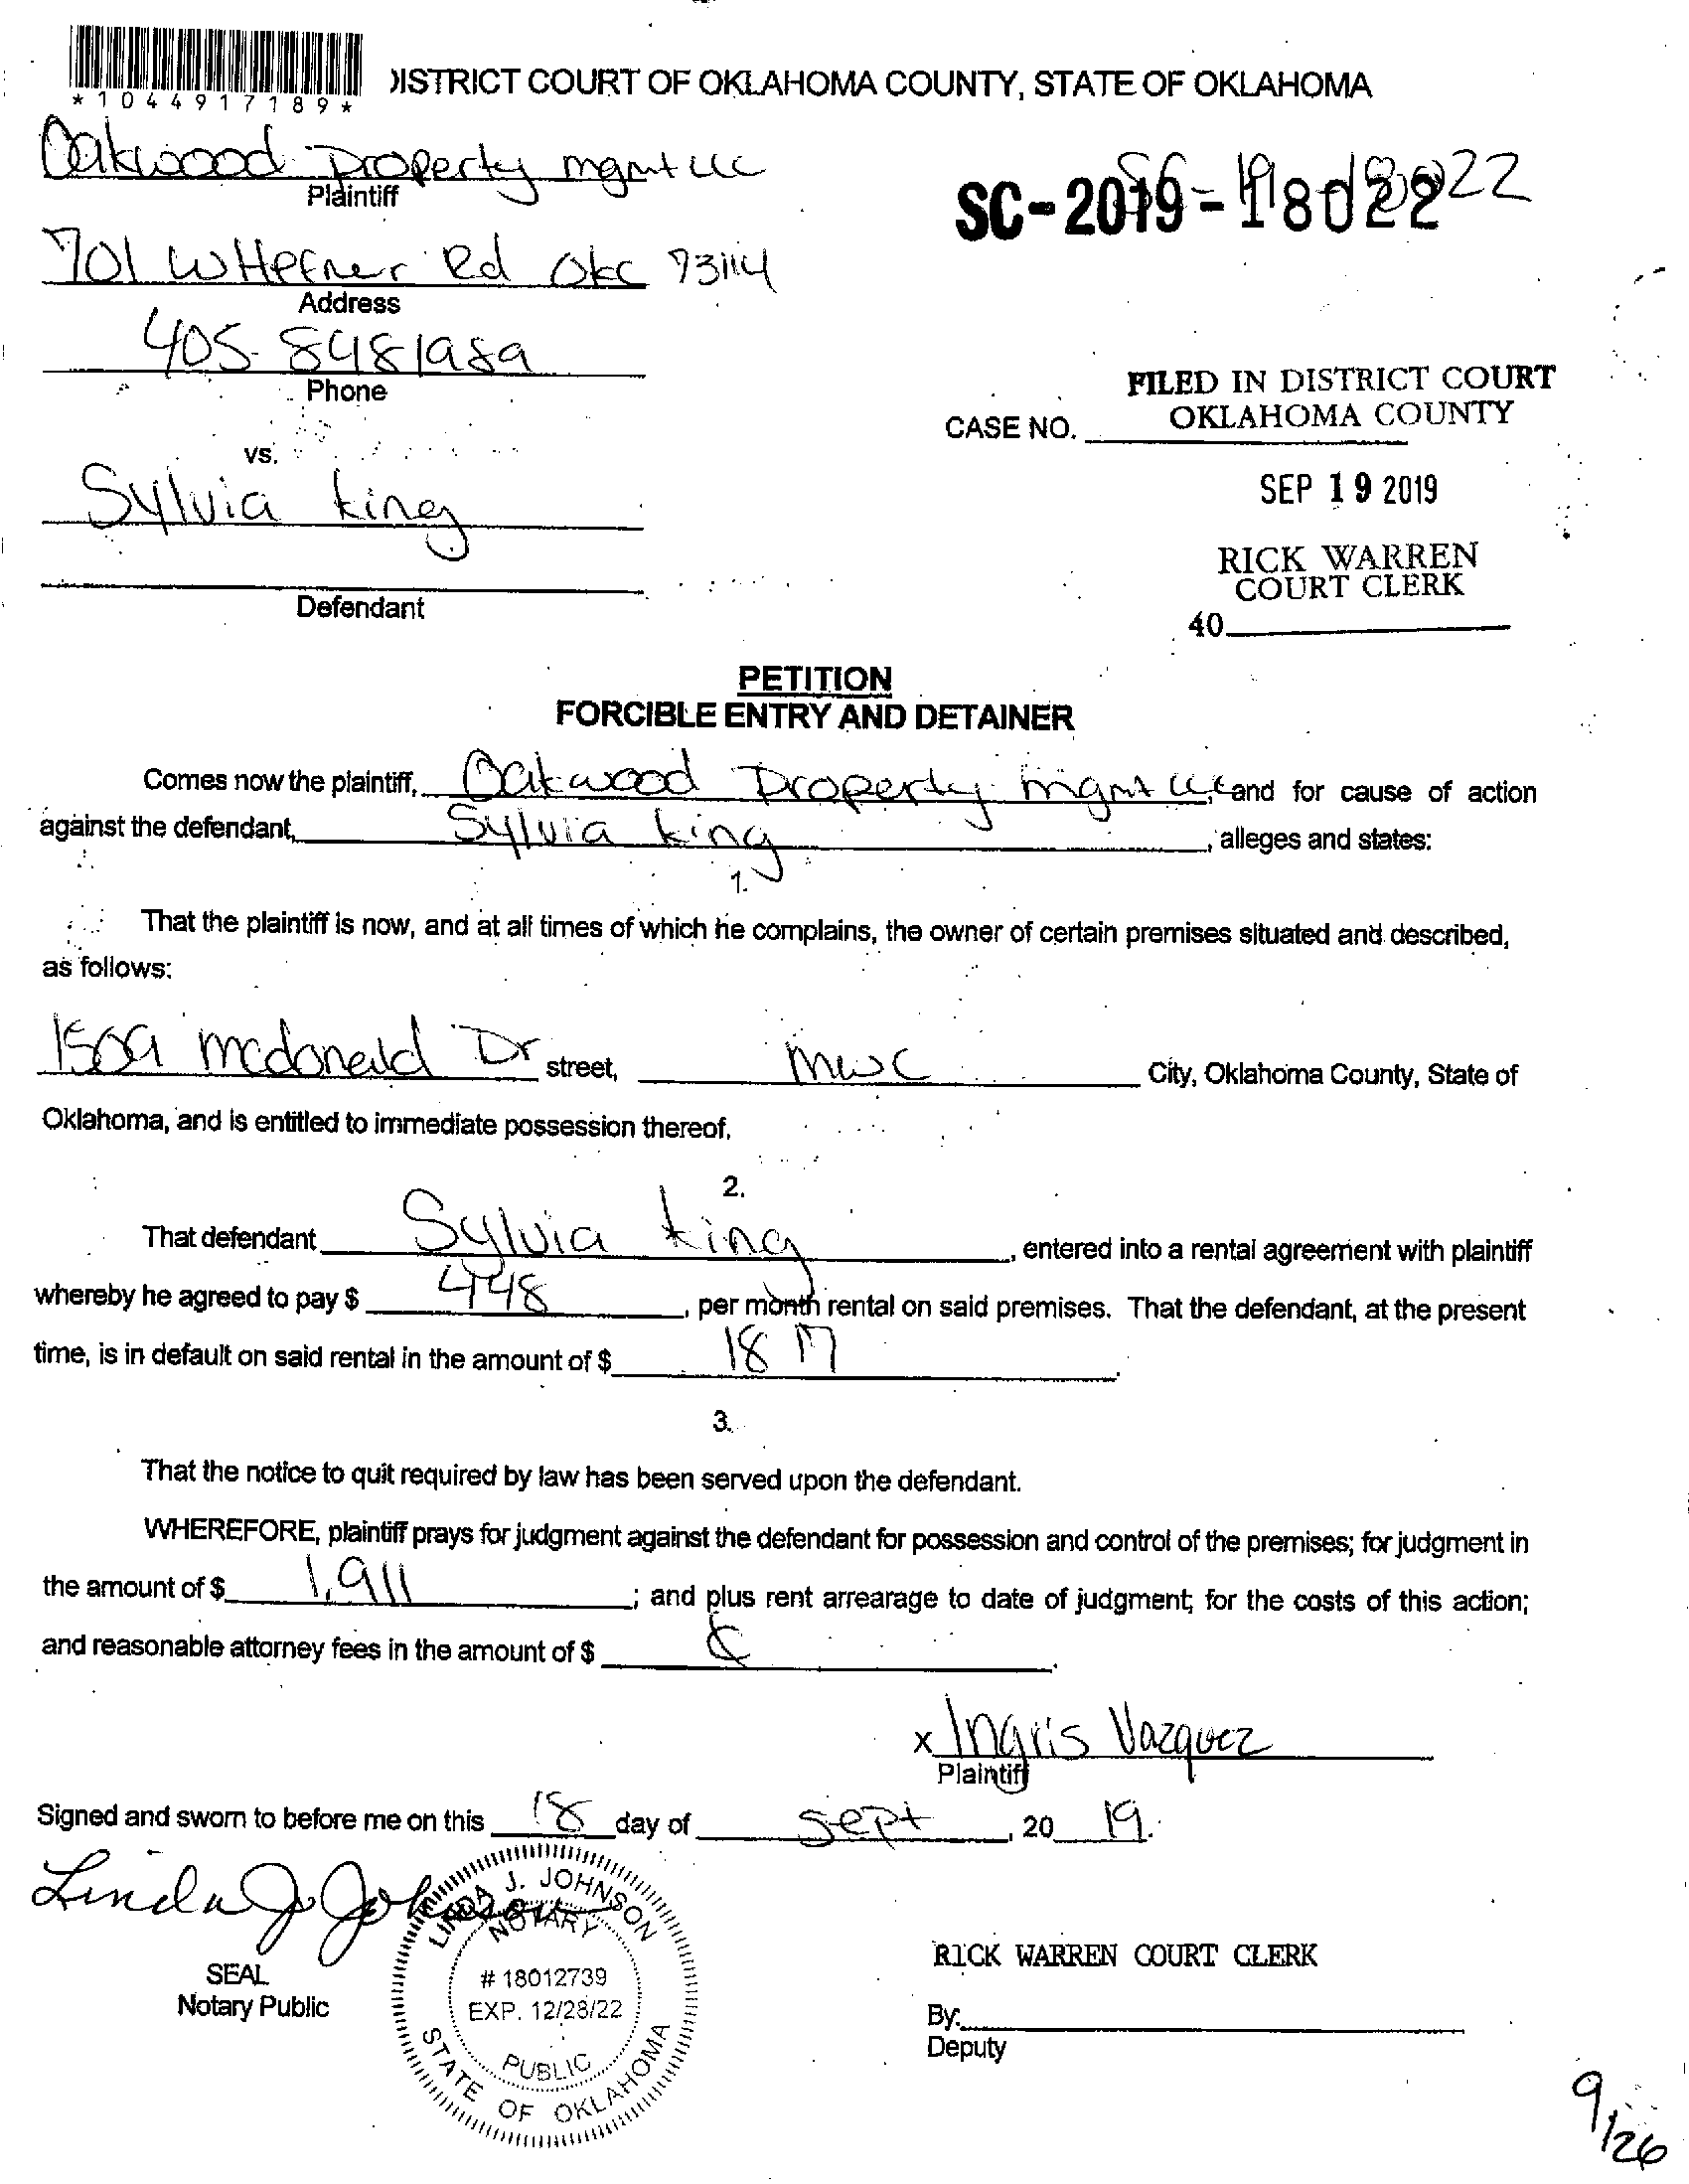 *1044917189*
DISTRICT COURT OF OKLAHOMA COUNTY, STATE OF OKLAHOMA
Oakwood Property mgmt LLC
Plaintiff
SC-19-18022
SC-2019-18022
701 W Hefner Rd OKC 73114
Address
405-8481989
Phone
FILED IN DISTRICT COURT
OKLAHOMA COUNTY
CASE NO.
vs.
SEP 19 2019
Sylvia King
RICK WARREN
COURT CLERK
Defendant
40
PETITION
FORCIBLE ENTRY AND DETAINER
Comes now the plaintiff, Oakwood Property mgmt LLC, and for cause of action
against the defendant, Sylvia King, alleges and states:
1.
That the plaintiff is now, and at all times of which he complains, the owner of certain premises situated and described,
as follows:
1509 mcdonald Dr street, mwc City, Oklahoma County, State of
Oklahoma, and is entitled to immediate possession thereof.
2.
That defendant Sylvia King, entered into a rental agreement with plaintiff
whereby he agreed to pay $ 448, per month rental on said premises. That the defendant, at the present
time, is in default on said rental in the amount of $ 1817.
3.
That the notice to quit required by law has been served upon the defendant.
WHEREFORE, plaintiff prays for judgment against the defendant for possession and control of the premises; for judgment in
the amount of $ 1,911; and plus rent arrearage to date of judgment; for the costs of this action;
and reasonable attorney fees in the amount of $.
x Ingris Vazquez
Plaintiff
Signed and sworn to before me on this 18 day of Sept, 20 19.
Linda J Johnson
LINDA J. JOHNSON
NOTARY
# 18012739
EXP. 12/28/22
PUBLIC
STATE OF OKLAHOMA
SEAL
Notary Public
RICK WARREN COURT CLERK
By:
Deputy
9/26